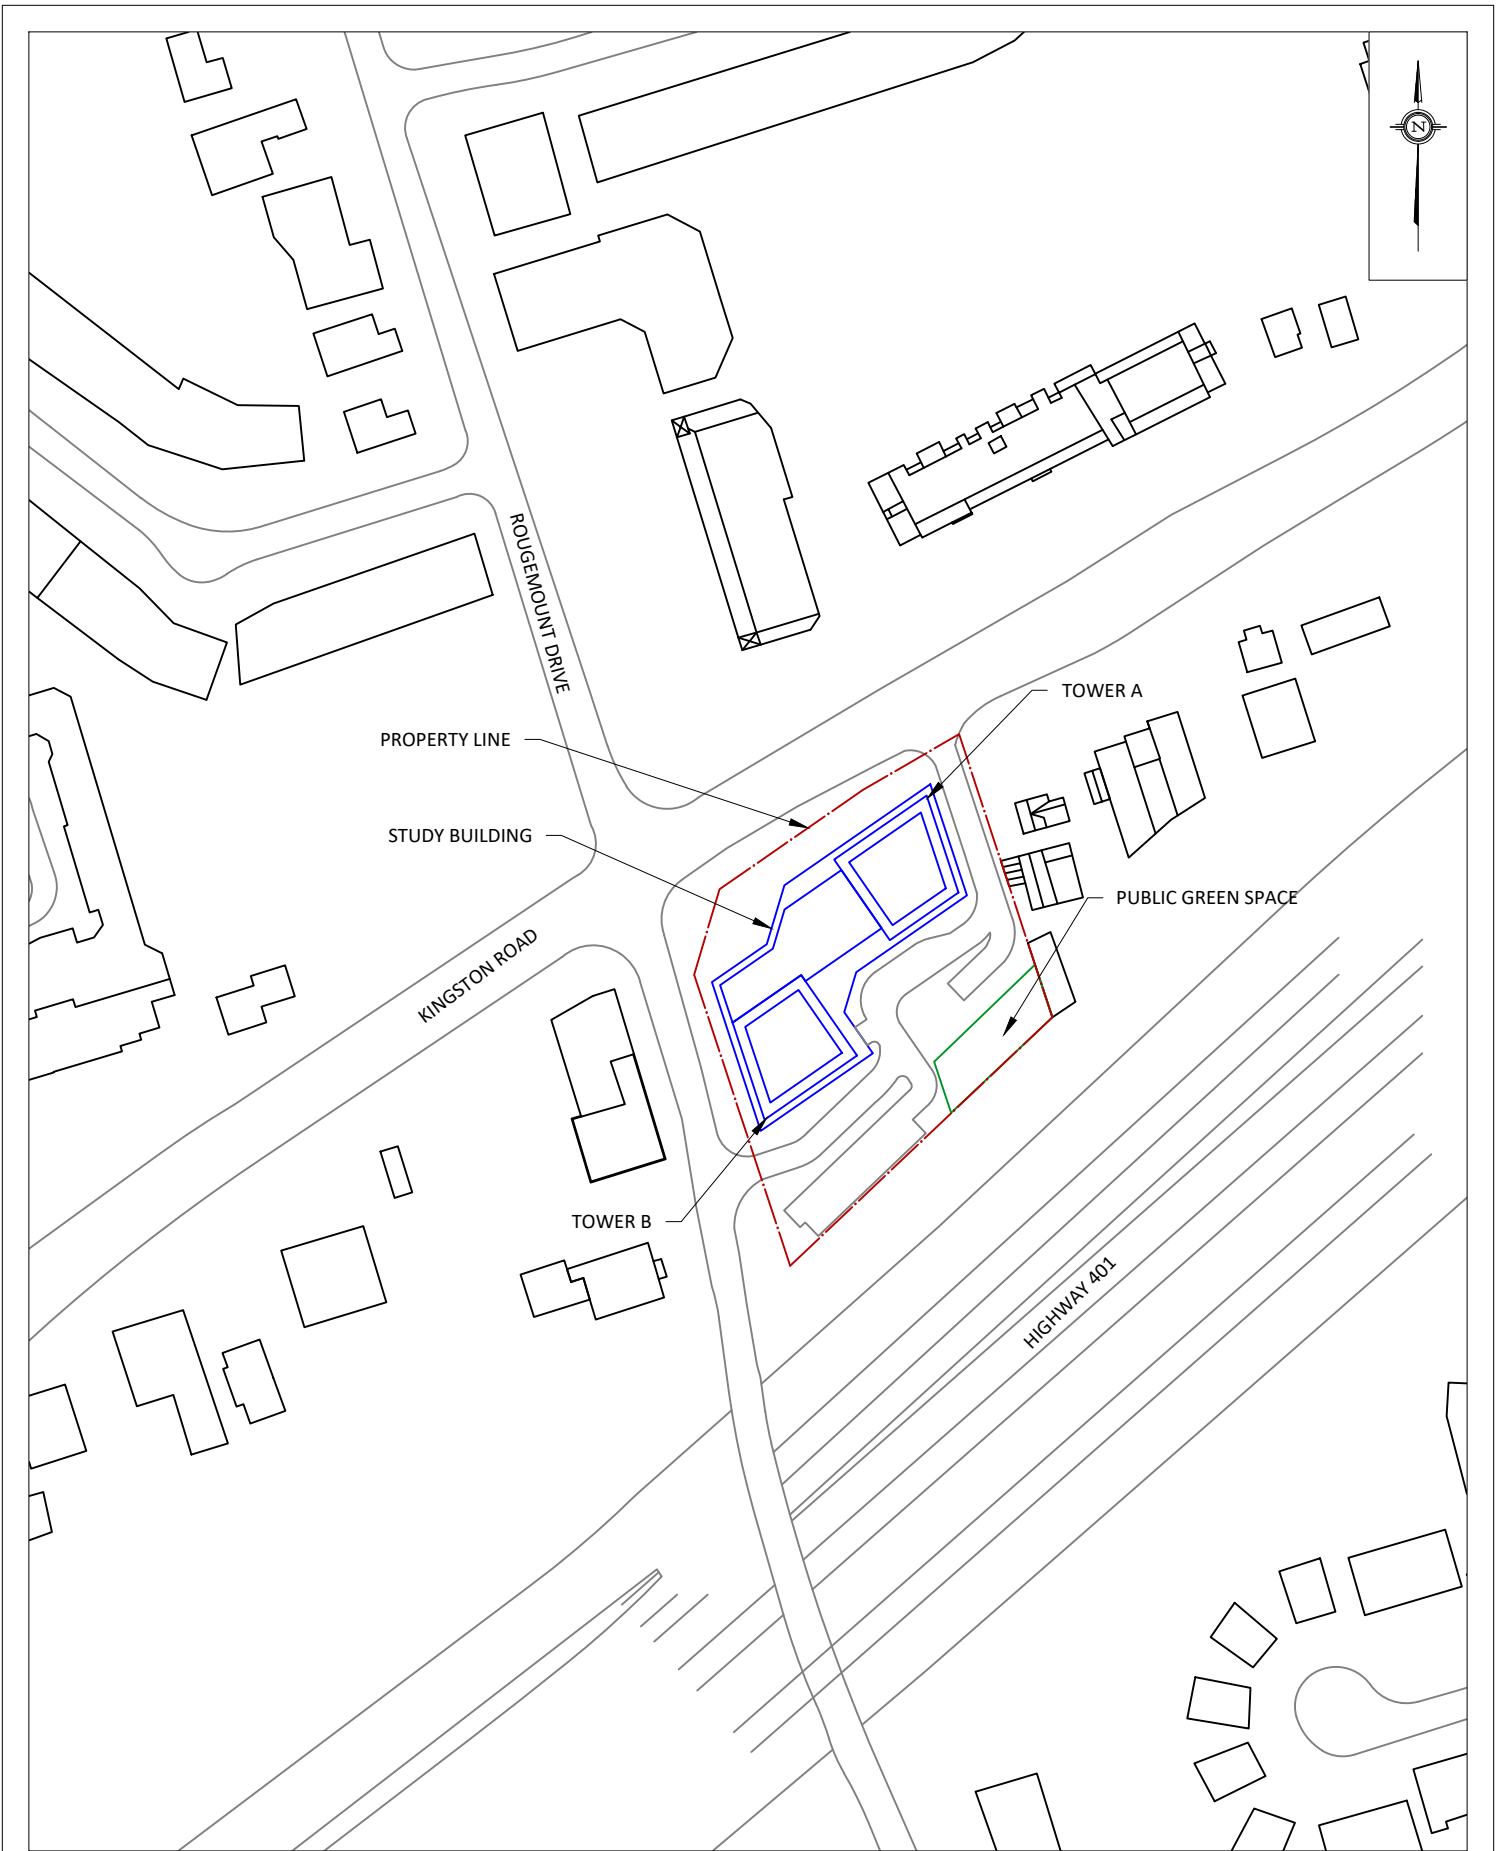 N
ROUGEMOUNT DRIVE
TOWER A
PROPERTY LINE
STUDY BUILDING
PUBLIC GREEN SPACE
KINGSTON ROAD
TOWER B
HIGHWAY 401